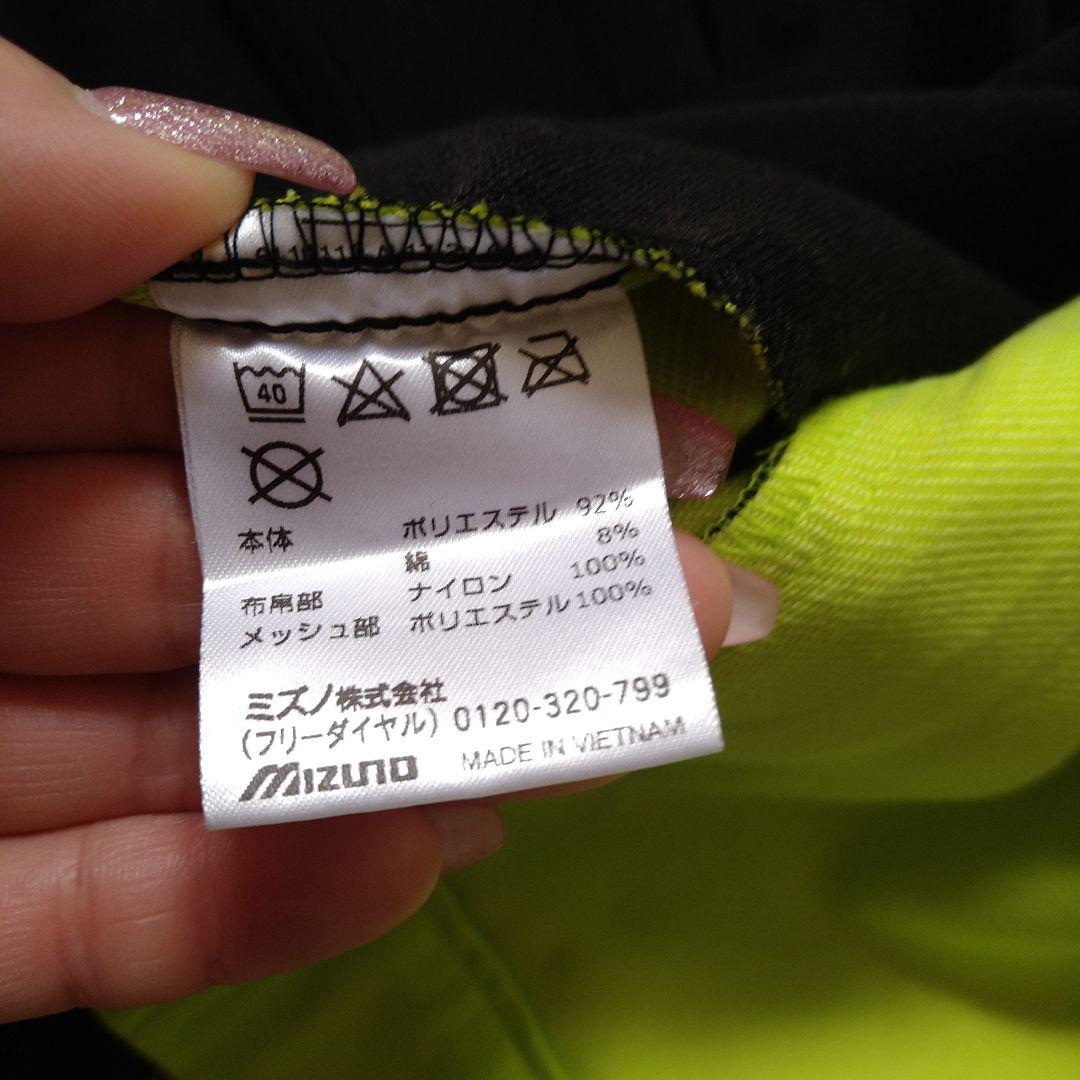 40
本体 ポリエステル 92%
綿 8%
布帛部 ナイロン 100%
メッシュ部 ポリエステル 100%
ミズノ株式会社
(フリーダイヤル) 0120-320-799
MIZUNO MADE IN VIETNAM